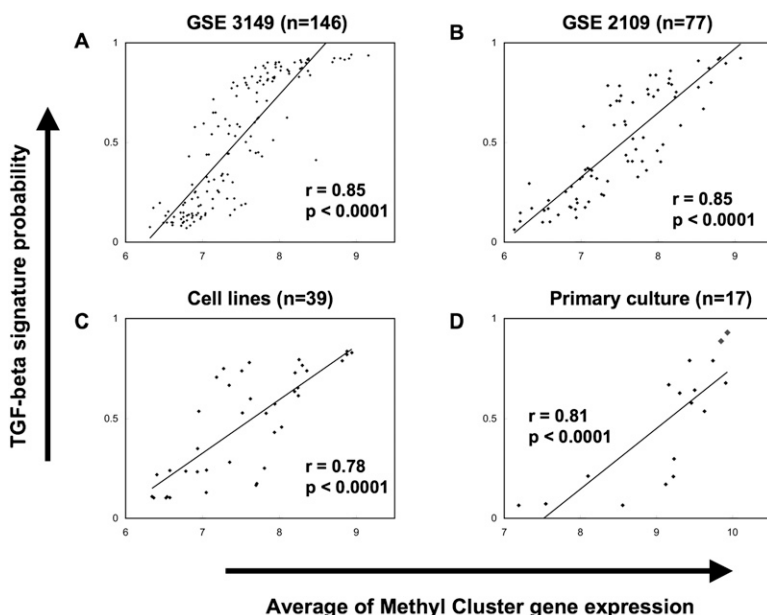 GSE 3149 (n=146)
A
1
0.5
0
6 7 8 9
r = 0.85
p < 0.0001
GSE 2109 (n=77)
B
1
0.5
0
6 7 8 9
r = 0.85
p < 0.0001
Cell lines (n=39)
C
1
0.5
0
6 7 8 9
r = 0.78
p < 0.0001
Primary culture (n=17)
D
1
0.5
0
7 8 9 10
r = 0.81
p < 0.0001
TGF-beta signature probability
Average of Methyl Cluster gene expression